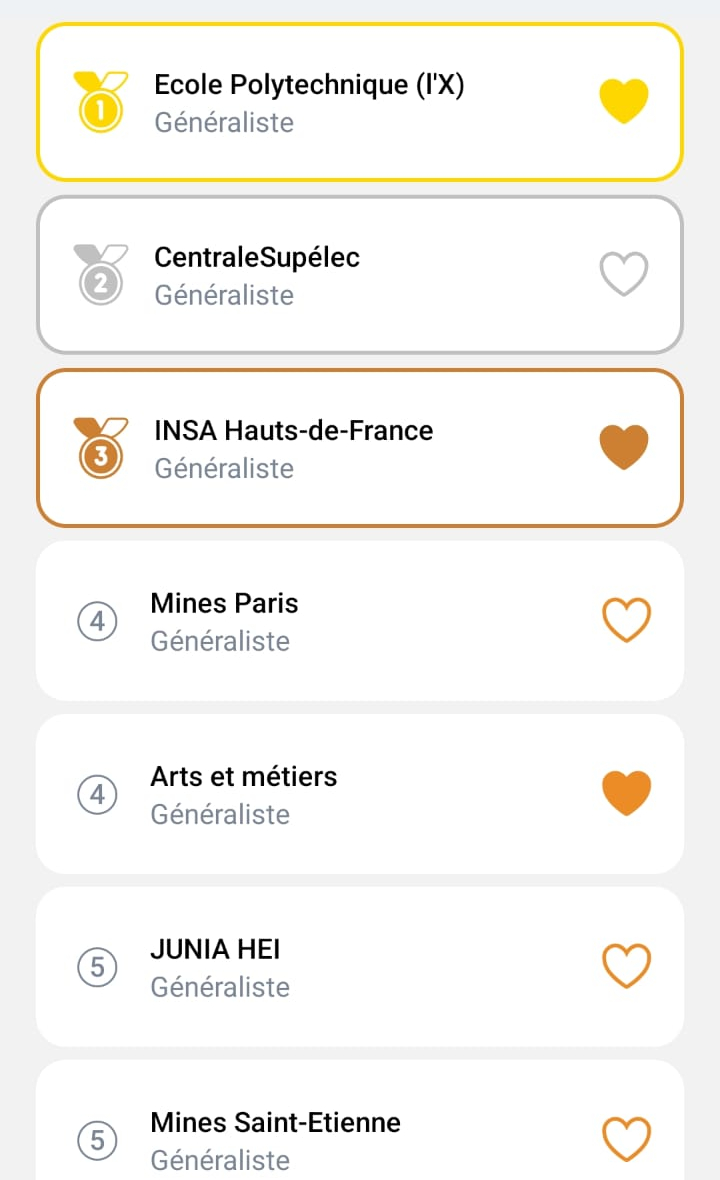 1
Ecole Polytechnique (l'X)
Généraliste
2
CentraleSupélec
Généraliste
3
INSA Hauts-de-France
Généraliste
4
Mines Paris
Généraliste
4
Arts et métiers
Généraliste
5
JUNIA HEI
Généraliste
5
Mines Saint-Etienne
Généraliste